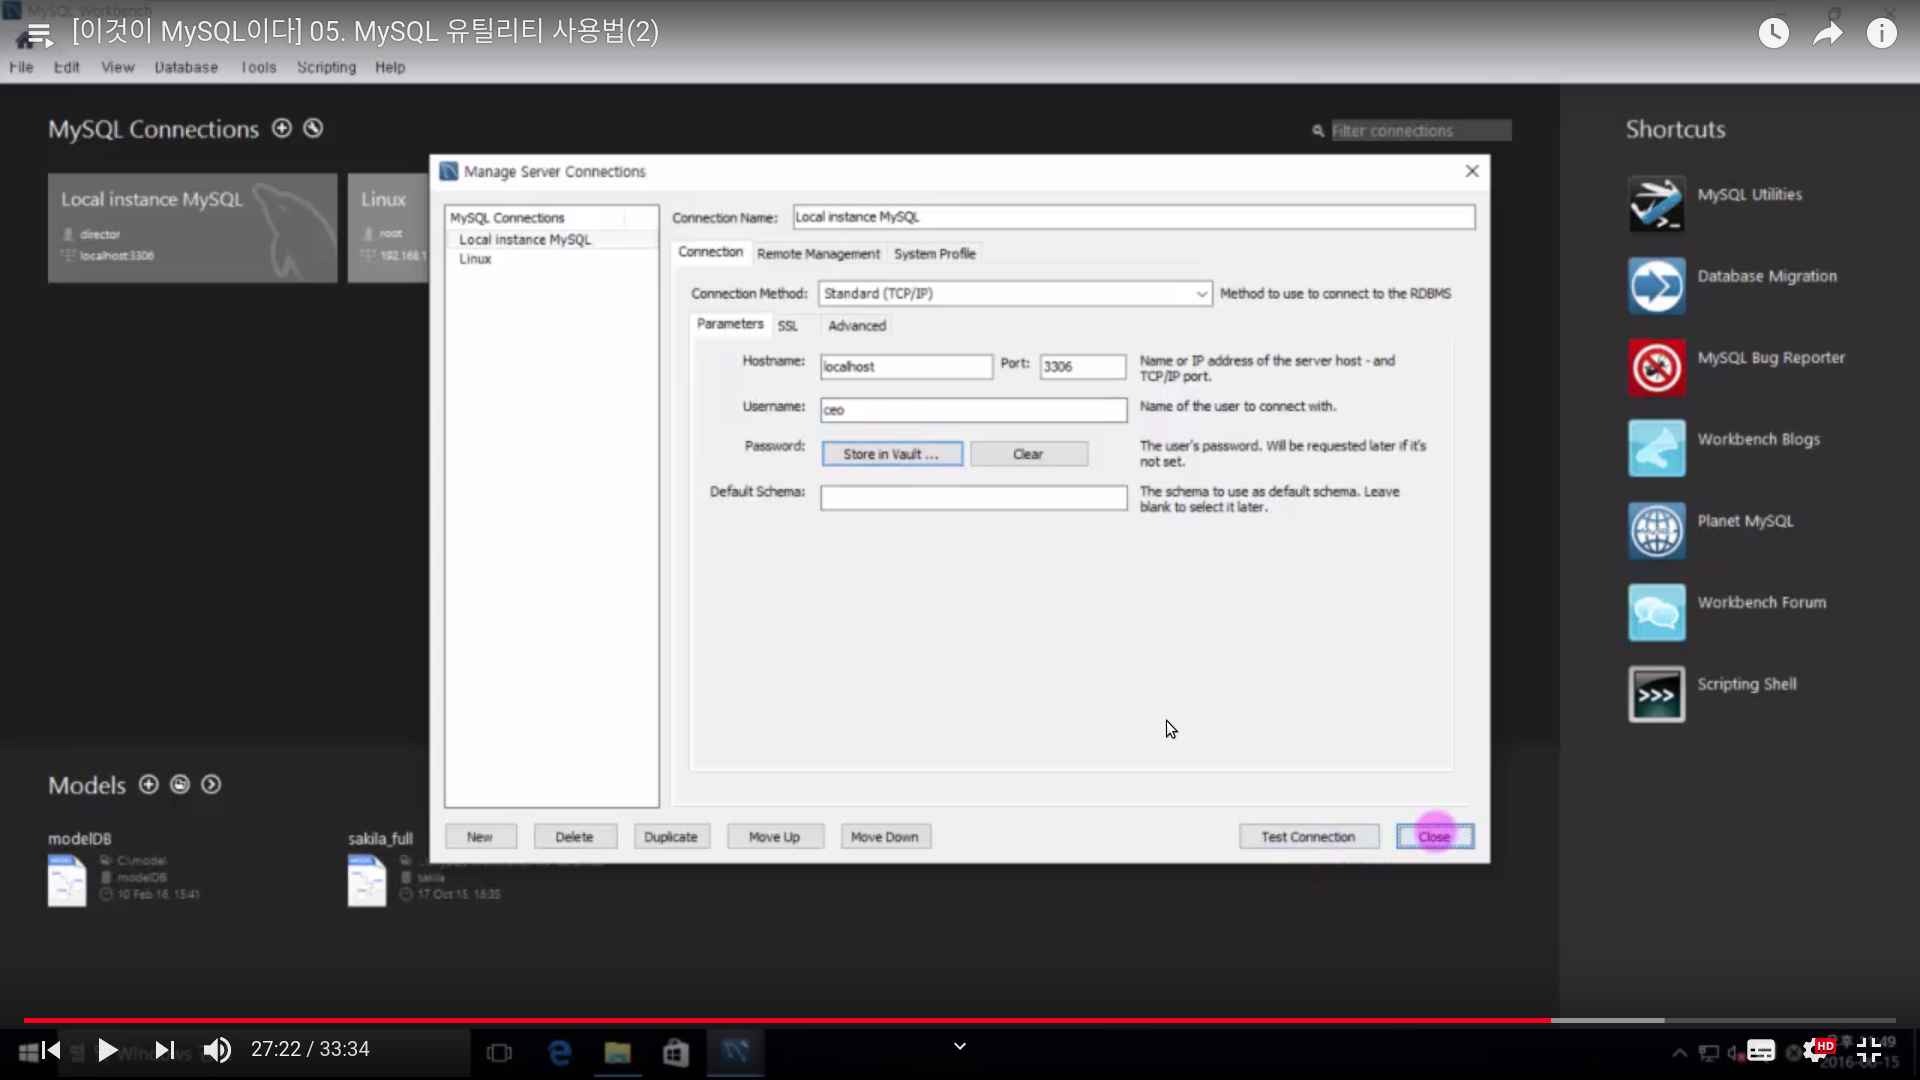 MySQL Workbench
[이것이 MySQL이다] 05. MySQL 유틸리티 사용법(2)
File Edit View Database Tools Scripting Help
MySQL Connections
Filter connections
Shortcuts
Local instance MySQL
director
localhost:3306
Linux
root
192.168.1
Manage Server Connections
MySQL Connections
Local instance MySQL
Linux
Connection Name: Local instance MySQL
Connection Remote Management System Profile
Connection Method: Standard (TCP/IP) Method to use to connect to the RDBMS
Parameters SSL Advanced
Hostname: localhost Port: 3306 Name or IP address of the server host - and
TCP/IP port.
Username: ceo Name of the user to connect with.
Password: Store in Vault ... Clear The user's password. Will be requested later if it's
not set.
Default Schema: The schema to use as default schema. Leave
blank to select it later.
New Delete Duplicate Move Up Move Down Test Connection Close
MySQL Utilities
Database Migration
MySQL Bug Reporter
Workbench Blogs
Planet MySQL
Workbench Forum
>>>
Scripting Shell
Models
modelDB
C:\model
modelDB
10 Feb 16, 15:41
sakila_full
sakila
17 Oct 15, 18:35
웹 Windows
27:22 / 33:34
HD